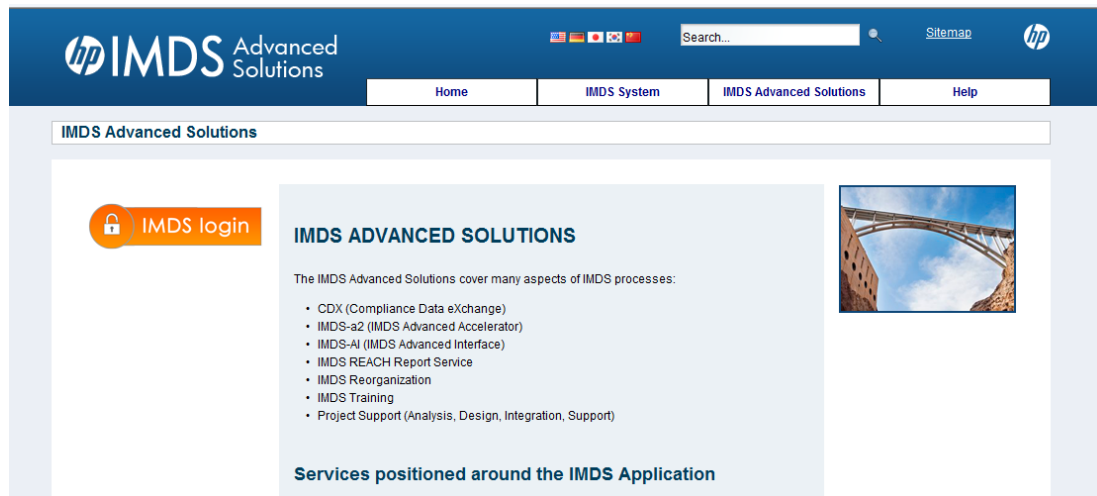 hp IMDS Advanced Solutions
Search...
Sitemap
hp
Home
IMDS System
IMDS Advanced Solutions
Help
IMDS Advanced Solutions
IMDS login
IMDS ADVANCED SOLUTIONS
The IMDS Advanced Solutions cover many aspects of IMDS processes:
• CDX (Compliance Data eXchange)
• IMDS-a2 (IMDS Advanced Accelerator)
• IMDS-AI (IMDS Advanced Interface)
• IMDS REACH Report Service
• IMDS Reorganization
• IMDS Training
• Project Support (Analysis, Design, Integration, Support)
Services positioned around the IMDS Application